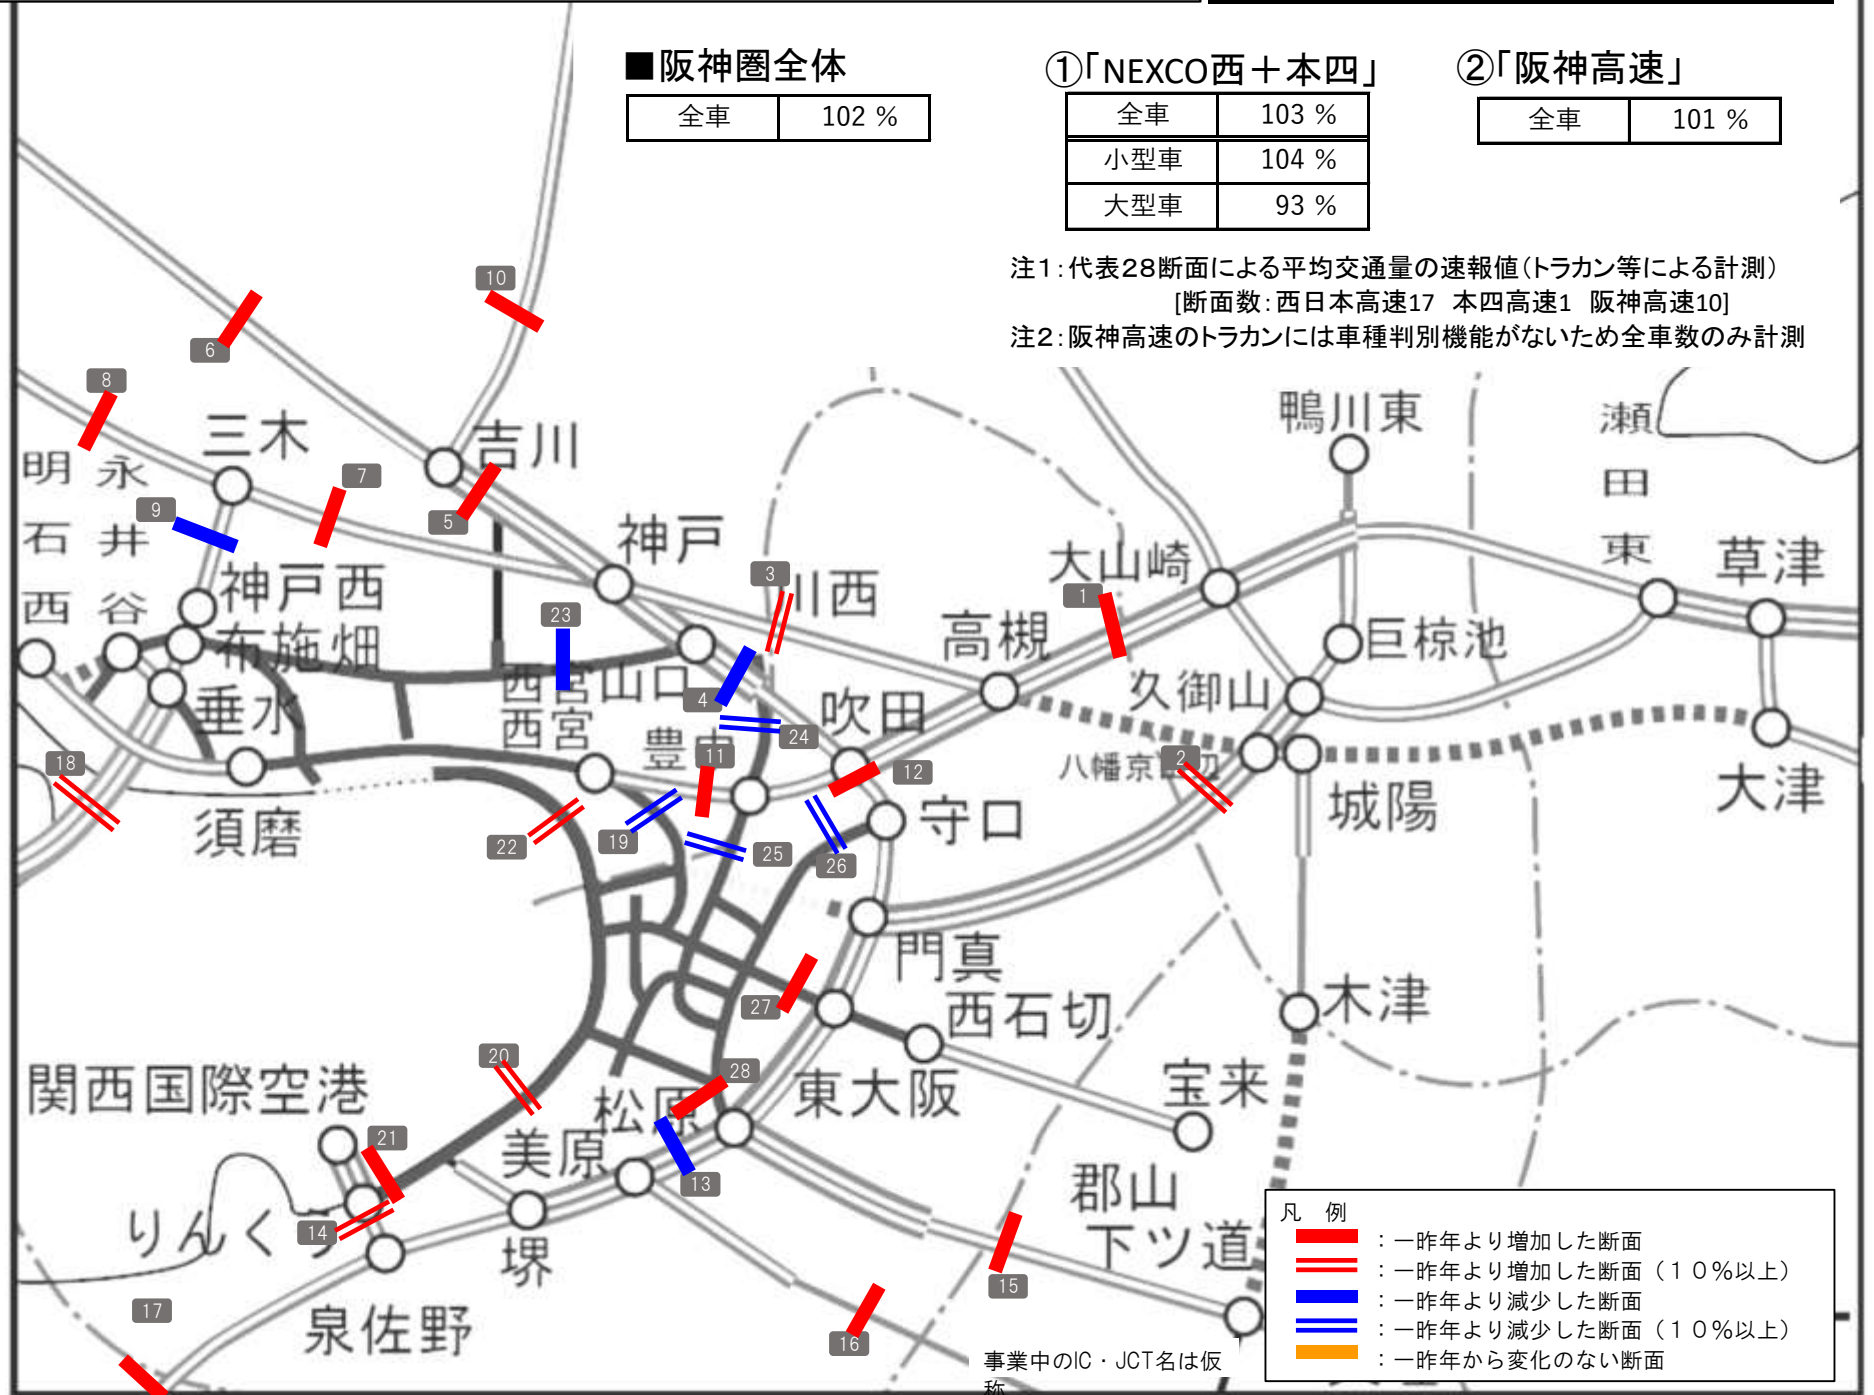 ■阪神圏全体
全車 102 %
①「NEXCO西＋本四」
全車 103 %
小型車 104 %
大型車 93 %
②「阪神高速」
全車 101 %
注1：代表28断面による平均交通量の速報値（トラカン等による計測）
[断面数：西日本高速17 本四高速1 阪神高速10]
注2：阪神高速のトラカンには車種判別機能がないため全車数のみ計測
10
6
8
三木
吉川
鴨川東
瀬田東
明石西
永井谷
7
9
5
神戸
大山崎
草津
神戸西
3
川西
1
布施畑
23
高槻
巨椋池
西宮山口
4
久御山
垂水
西宮
吹田
24
豊中
11
12
八幡京田辺
2
18
大津
須磨
22
19
25
26
守口
城陽
門真
27
西石切
木津
20
28
関西国際空港
松原
東大阪
宝来
21
美原
13
郡山
下ツ道
りんくう
14
堺
15
17
泉佐野
16
事業中のIC・JCT名は仮
称
凡 例
：一昨年より増加した断面
：一昨年より増加した断面（１０％以上）
：一昨年より減少した断面
：一昨年より減少した断面（１０％以上）
：一昨年から変化のない断面